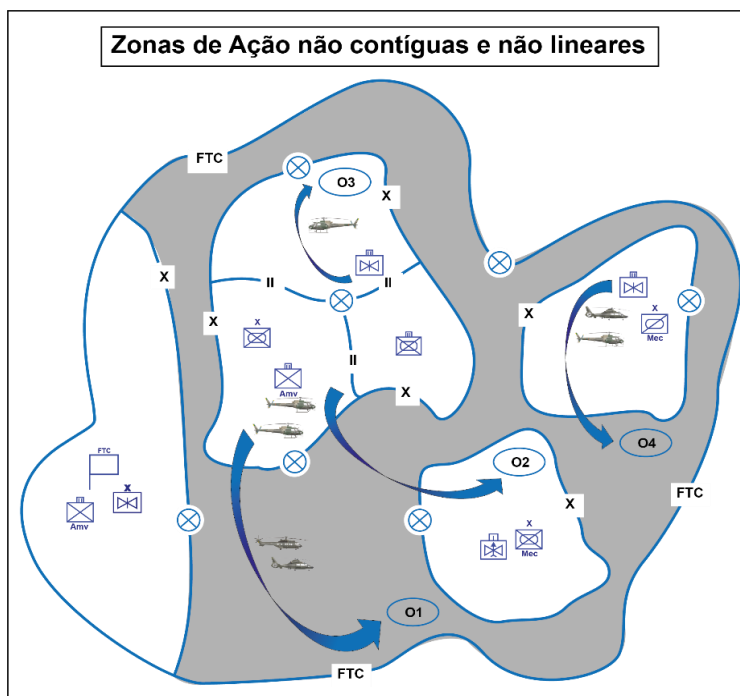 Zonas de Ação não contíguas e não lineares
FTC
O3
X
X
II
II
X
X
X
X
Mec
II
Amv
X
O4
FTC
O2
X
FTC
X
X
Mec
Amv
O1
FTC